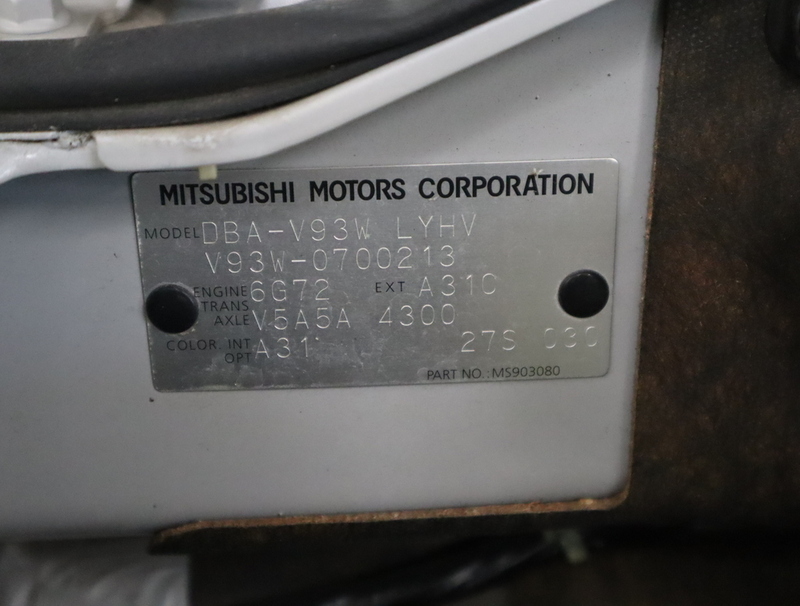 MITSUBISHI MOTORS CORPORATION
MODEL DBA-V93W LYHV
V93W-0700213
ENGINE 6G72 EXT A31C
TRANS AXLE V5A5A 4300
COLOR. INT OPT A31 27S 030
PART NO.: MS903080